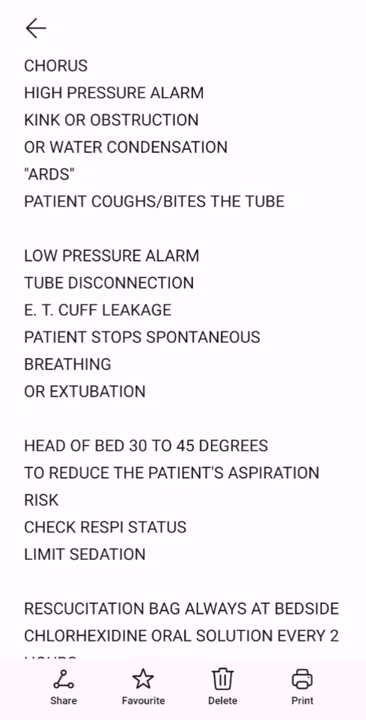 CHORUS
HIGH PRESSURE ALARM
KINK OR OBSTRUCTION
OR WATER CONDENSATION
"ARDS"
PATIENT COUGHS/BITES THE TUBE
LOW PRESSURE ALARM
TUBE DISCONNECTION
E. T. CUFF LEAKAGE
PATIENT STOPS SPONTANEOUS
BREATHING
OR EXTUBATION
HEAD OF BED 30 TO 45 DEGREES
TO REDUCE THE PATIENT'S ASPIRATION
RISK
CHECK RESPI STATUS
LIMIT SEDATION
RESCUCITATION BAG ALWAYS AT BEDSIDE
CHLORHEXIDINE ORAL SOLUTION EVERY 2
Share Favourite Delete Print